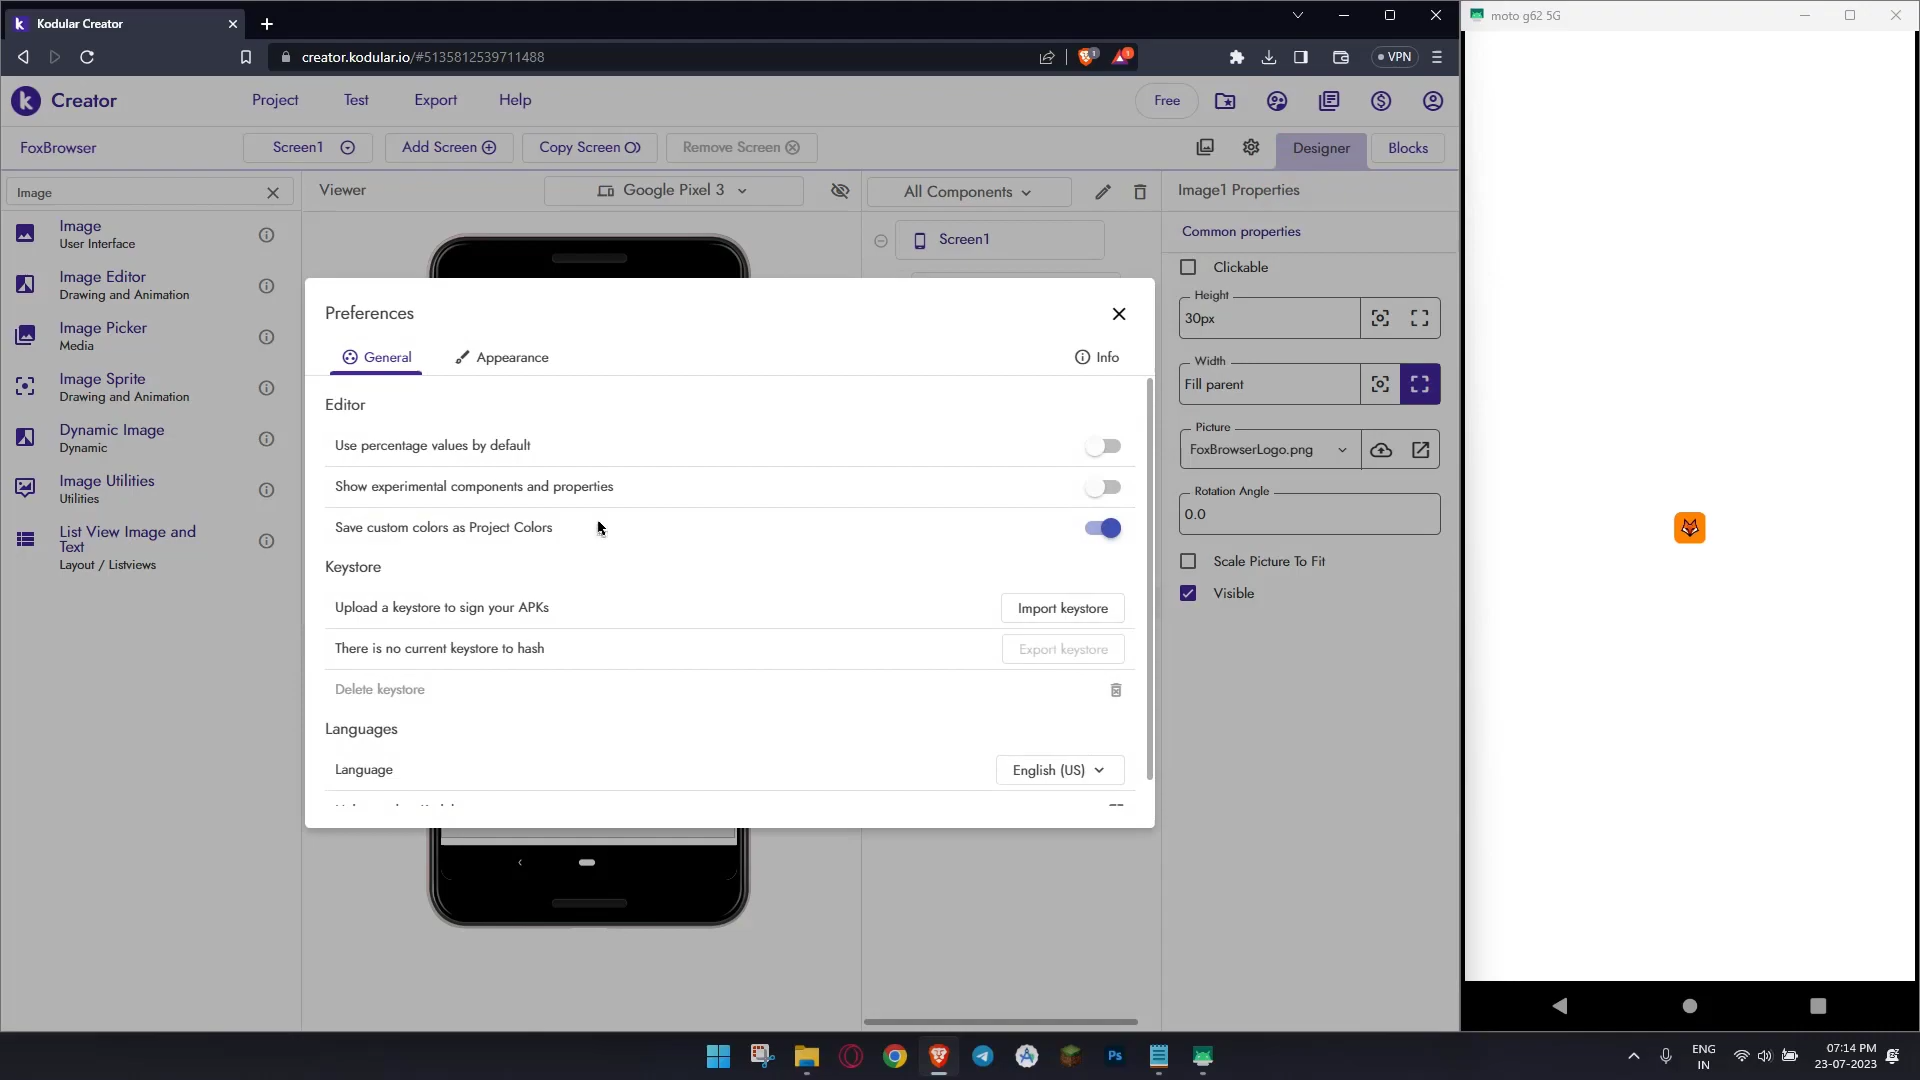 Kodular Creator
moto g62 5G
creator.kodular.io/#5135812539711488
1
1
VPN
Creator
Project
Test
Export
Help
Free
FoxBrowser
Screen1
Add Screen
Copy Screen
Remove Screen
Designer
Blocks
Image
Viewer
Google Pixel 3
All Components
Image1 Properties
Image
User Interface
Image Editor
Drawing and Animation
Image Picker
Media
Image Sprite
Drawing and Animation
Dynamic Image
Dynamic
Image Utilities
Utilities
List View Image and
Text
Layout / Listviews
Screen1
Common properties
Clickable
Height
30px
Width
Fill parent
Picture
FoxBrowserLogo.png
Rotation Angle
0.0
Scale Picture To Fit
Visible
Preferences
General
Appearance
Info
Editor
Use percentage values by default
Show experimental components and properties
Save custom colors as Project Colors
Keystore
Upload a keystore to sign your APKs
Import keystore
There is no current keystore to hash
Export keystore
Delete keystore
Languages
Language
English (US)
Ps
ENG
IN
07:14 PM
23-07-2023